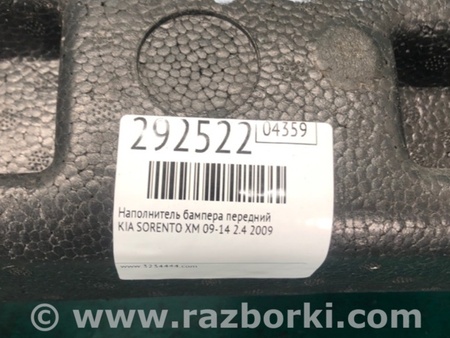 292522 04359
Наполнитель бампера передний
KIA SORENTO XM 09-14 2.4 2009
www.razborki.com